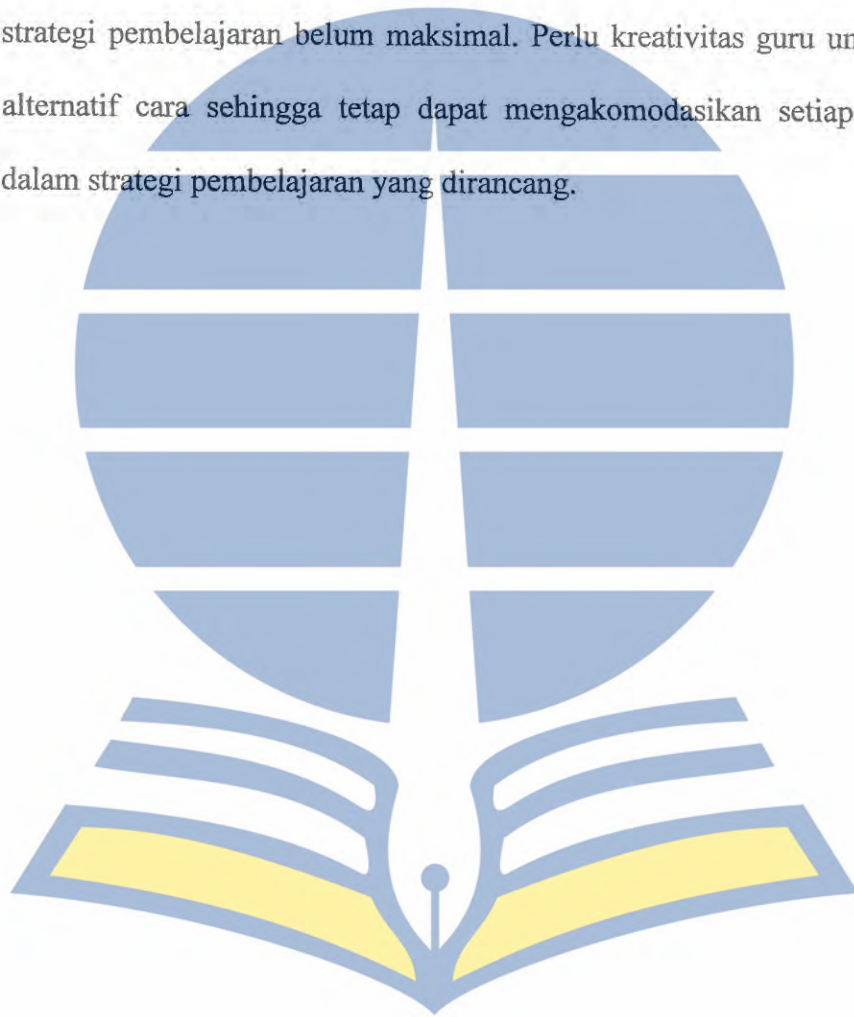 strategi pembelajaran belum maksimal. Perlu kreativitas guru
alternatif cara sehingga tetap dapat mengakomodasikan setiap
dalam strategi pembelajaran yang dirancang.